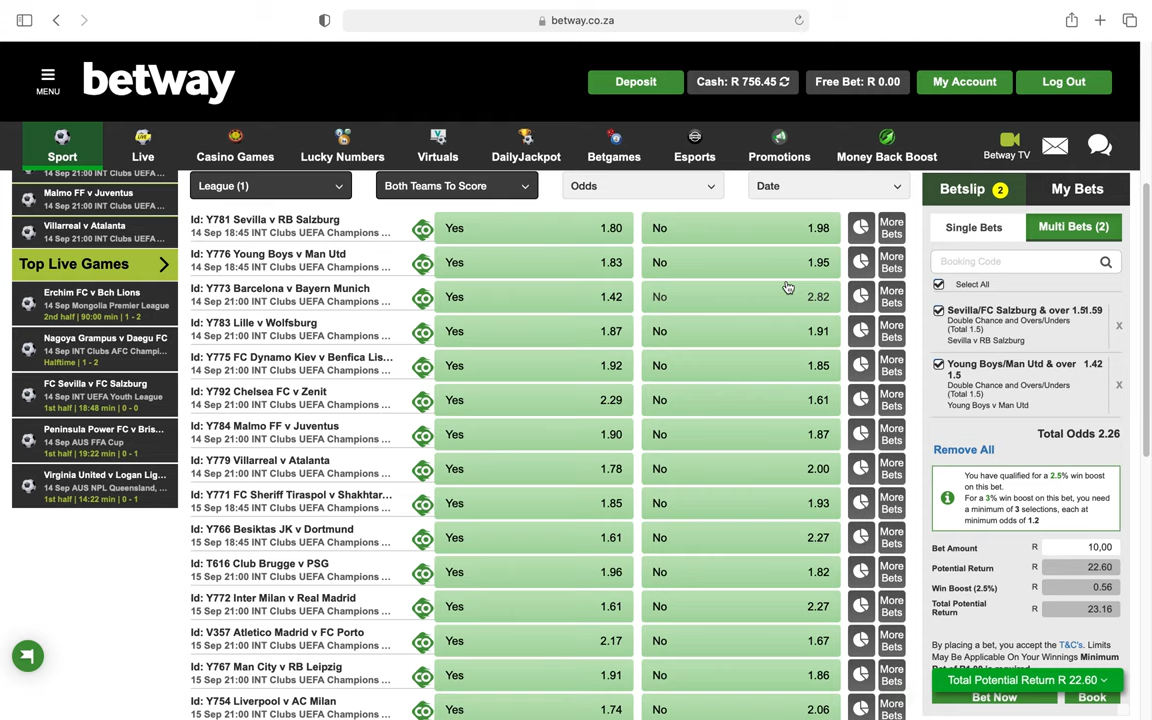 betway.co.za
MENU
betway
Deposit
Cash: R 756.45
Free Bet: R 0.00
My Account
Log Out
Sport
Live
Casino Games
Lucky Numbers
Virtuals
DailyJackpot
Betgames
Esports
Promotions
Money Back Boost
Betway TV
14 Sep 21:00 INT Clubs UEFA ...
Malmo FF v Juventus
14 Sep 21:00 INT Clubs UEFA ...
Villarreal v Atalanta
14 Sep 21:00 INT Clubs UEFA ...
Top Live Games
Erchim FC v Bch Lions
14 Sep Mongolia Premier League
2nd half | 90:00 min | 1 - 2
Nagoya Grampus v Daegu FC
14 Sep INT Clubs AFC Champi...
Halftime | 1 - 2
FC Sevilla v FC Salzburg
14 Sep INT UEFA Youth League
1st half | 18:48 min | 0 - 0
Peninsula Power FC v Bris...
14 Sep AUS FFA Cup
1st half | 19:22 min | 0 - 1
Virginia United v Logan Lig...
14 Sep AUS NPL Queensland, ...
1st half | 14:22 min | 0 - 1
League (1)
Both Teams To Score
Odds
Date
Id: Y781 Sevilla v RB Salzburg
14 Sep 18:45 INT Clubs UEFA Champions ...
Yes 1.80 No 1.98 More Bets
Id: Y776 Young Boys v Man Utd
14 Sep 18:45 INT Clubs UEFA Champions ...
Yes 1.83 No 1.95 More Bets
Id: Y773 Barcelona v Bayern Munich
14 Sep 21:00 INT Clubs UEFA Champions ...
Yes 1.42 No 2.82 More Bets
Id: Y783 Lille v Wolfsburg
14 Sep 21:00 INT Clubs UEFA Champions ...
Yes 1.87 No 1.91 More Bets
Id: Y775 FC Dynamo Kiev v Benfica Lis...
14 Sep 21:00 INT Clubs UEFA Champions ...
Yes 1.92 No 1.85 More Bets
Id: Y792 Chelsea FC v Zenit
14 Sep 21:00 INT Clubs UEFA Champions ...
Yes 2.29 No 1.61 More Bets
Id: Y784 Malmo FF v Juventus
14 Sep 21:00 INT Clubs UEFA Champions ...
Yes 1.90 No 1.87 More Bets
Id: Y779 Villarreal v Atalanta
14 Sep 21:00 INT Clubs UEFA Champions ...
Yes 1.78 No 2.00 More Bets
Id: Y771 FC Sheriff Tiraspol v Shakhtar...
15 Sep 18:45 INT Clubs UEFA Champions ...
Yes 1.85 No 1.93 More Bets
Id: Y766 Besiktas JK v Dortmund
15 Sep 18:45 INT Clubs UEFA Champions ...
Yes 1.61 No 2.27 More Bets
Id: T616 Club Brugge v PSG
15 Sep 21:00 INT Clubs UEFA Champions ...
Yes 1.96 No 1.82 More Bets
Id: Y772 Inter Milan v Real Madrid
15 Sep 21:00 INT Clubs UEFA Champions ...
Yes 1.61 No 2.27 More Bets
Id: V357 Atletico Madrid v FC Porto
15 Sep 21:00 INT Clubs UEFA Champions ...
Yes 2.17 No 1.67 More Bets
Id: Y767 Man City v RB Leipzig
15 Sep 21:00 INT Clubs UEFA Champions ...
Yes 1.91 No 1.86 More Bets
Id: Y754 Liverpool v AC Milan
15 Sep 21:00 INT Clubs UEFA Champions ...
Yes 1.74 No 2.06 More Bets
Betslip 2
My Bets
Single Bets
Multi Bets (2)
Booking Code
Select All
Sevilla/FC Salzburg & over 1.5 1.59
Double Chance and Overs/Unders
(Total 1.5)
Sevilla v RB Salzburg
X
Young Boys/Man Utd & over 1.42
1.5
Double Chance and Overs/Unders
(Total 1.5)
Young Boys v Man Utd
X
Total Odds 2.26
Remove All
You have qualified for a 2.5% win boost
on this bet.
For a 3% win boost on this bet, you need
a minimum of 3 selections, each at
minimum odds of 1.2
Bet Amount R 10,00
Potential Return R 22.60
Win Boost (2.5%) R 0.56
Total Potential
Return R 23.16
By placing a bet, you accept the T&C's. Limits
May Be Applicable On Your Winnings Minimum
Total Potential Return R 22.60
Bet Now
Book